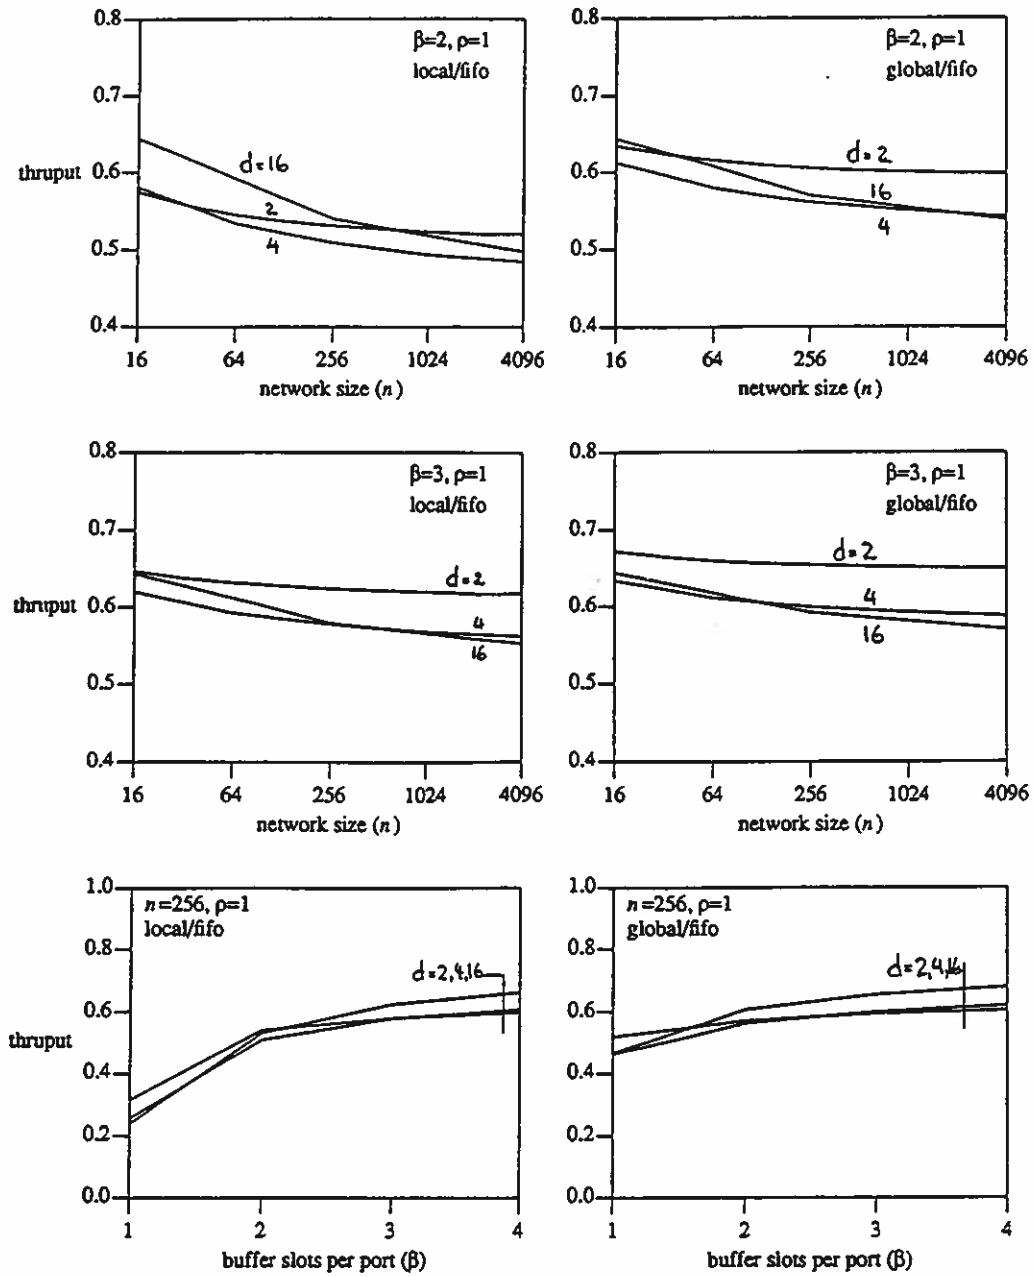 0.8
β=2, ρ=1
local/fifo
0.7
d=16
thruput 0.6
2
4
0.5
0.4
16 64 256 1024 4096
network size (n)
0.8
β=2, ρ=1
global/fifo
0.7
d=2
0.6
16
4
0.5
0.4
16 64 256 1024 4096
network size (n)
0.8
β=3, ρ=1
local/fifo
0.7
d=2
thruput 0.6
4
16
0.5
0.4
16 64 256 1024 4096
network size (n)
0.8
β=3, ρ=1
global/fifo
0.7
d=2
0.6
4
16
0.5
0.4
16 64 256 1024 4096
network size (n)
1.0
n=256, ρ=1
local/fifo
0.8
d=2,4,16
0.6
thruput
0.4
0.2
0.0
1 2 3 4
buffer slots per port (β)
1.0
n=256, ρ=1
global/fifo
0.8
d=2,4,16
0.6
0.4
0.2
0.0
1 2 3 4
buffer slots per port (β)